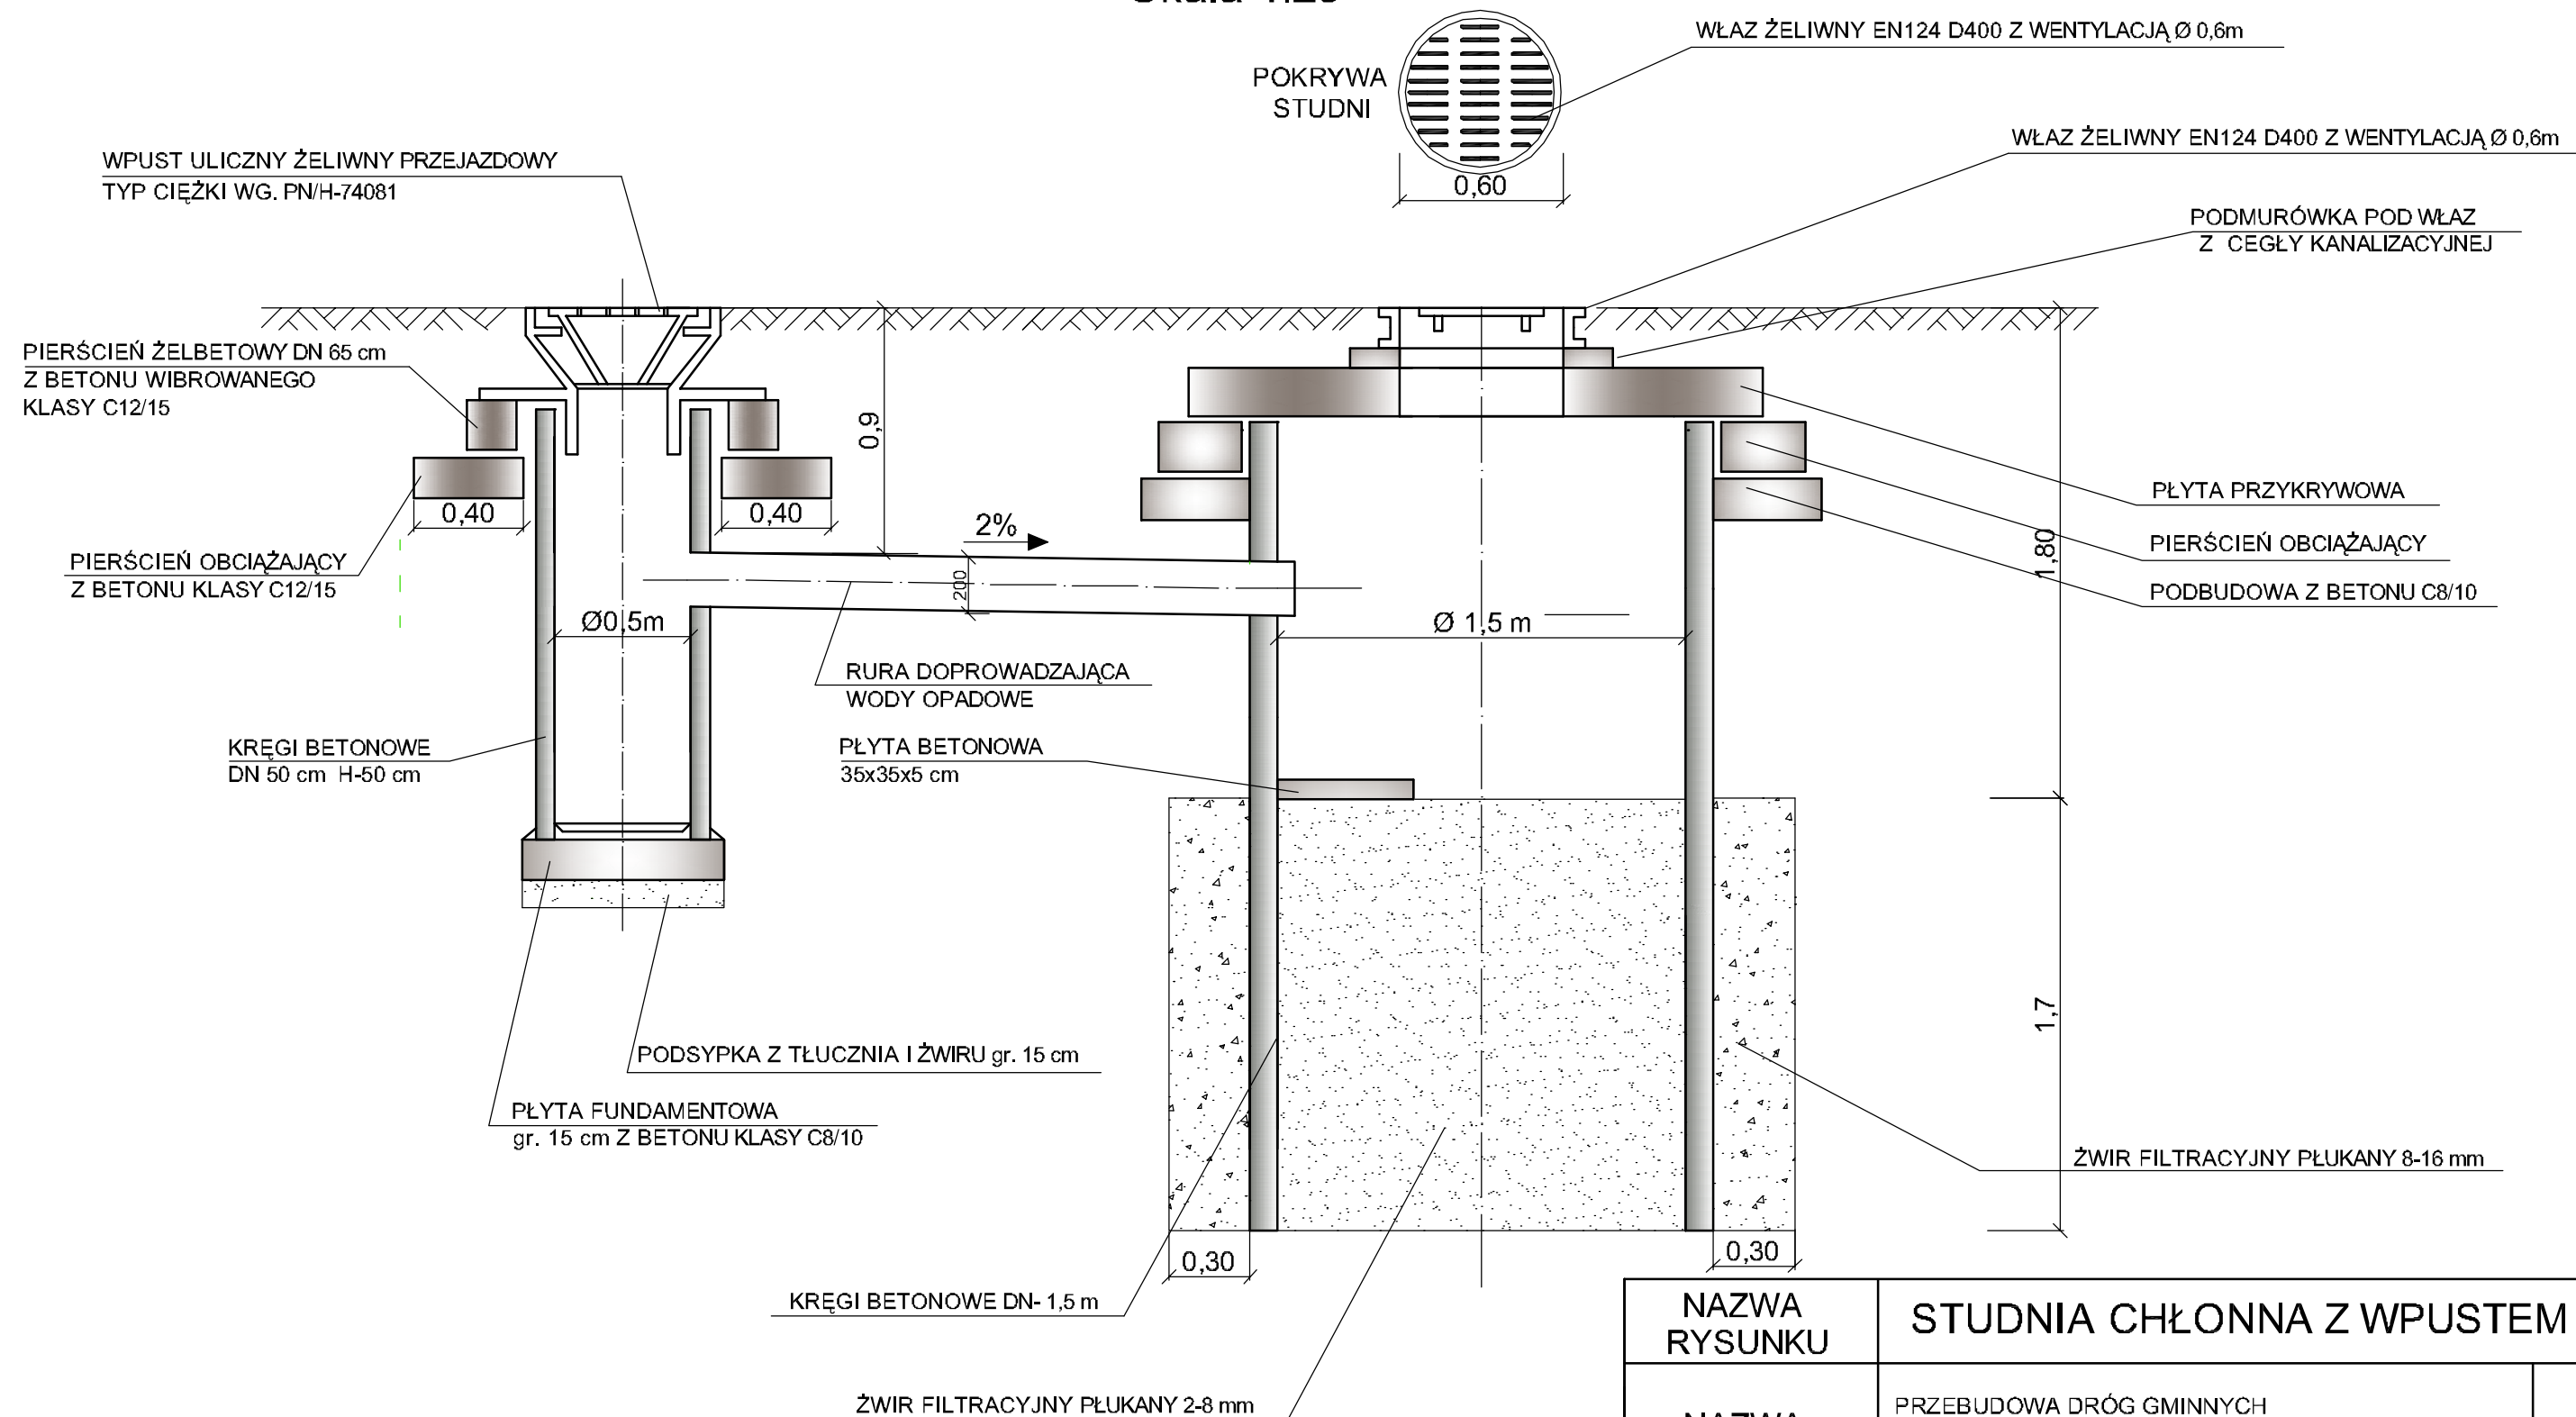 WŁAZ ŻELIWNY EN124 D400 Z WENTYLACJĄ Ø 0,6m
POKRYWA
STUDNI
0,60
WŁAZ ŻELIWNY EN124 D400 Z WENTYLACJĄ Ø 0,6m
WPUST ULICZNY ŻELIWNY PRZEJAZDOWY
TYP CIĘŻKI WG. PN/H-74081
PODMURÓWKA POD WŁAZ
Z CEGŁY KANALIZACYJNEJ
PIERŚCIEŃ ŻELBETOWY DN 65 cm
Z BETONU WIBROWANEGO
KLASY C12/15
0,9
0,40
0,40
2%
PŁYTA PRZYKRYWOWA
PIERŚCIEŃ OBCIĄŻAJĄCY
Z BETONU KLASY C12/15
1,80
PIERŚCIEŃ OBCIĄŻAJĄCY
PODBUDOWA Z BETONU C8/10
200
Ø0,5m
Ø 1,5 m
RURA DOPROWADZAJĄCA
WODY OPADOWE
KRĘGI BETONOWE
DN 50 cm H-50 cm
PŁYTA BETONOWA
35x35x5 cm
1,7
PODSYPKA Z TŁUCZNIA I ŻWIRU gr. 15 cm
PŁYTA FUNDAMENTOWA
gr. 15 cm Z BETONU KLASY C8/10
ŻWIR FILTRACYJNY PŁUKANY 8-16 mm
0,30
0,30
KRĘGI BETONOWE DN- 1,5 m
ŻWIR FILTRACYJNY PŁUKANY 2-8 mm
NAZWA
RYSUNKU
STUDNIA CHŁONNA Z WPUSTEM
NAZWA
PRZEBUDOWA DRÓG GMINNYCH